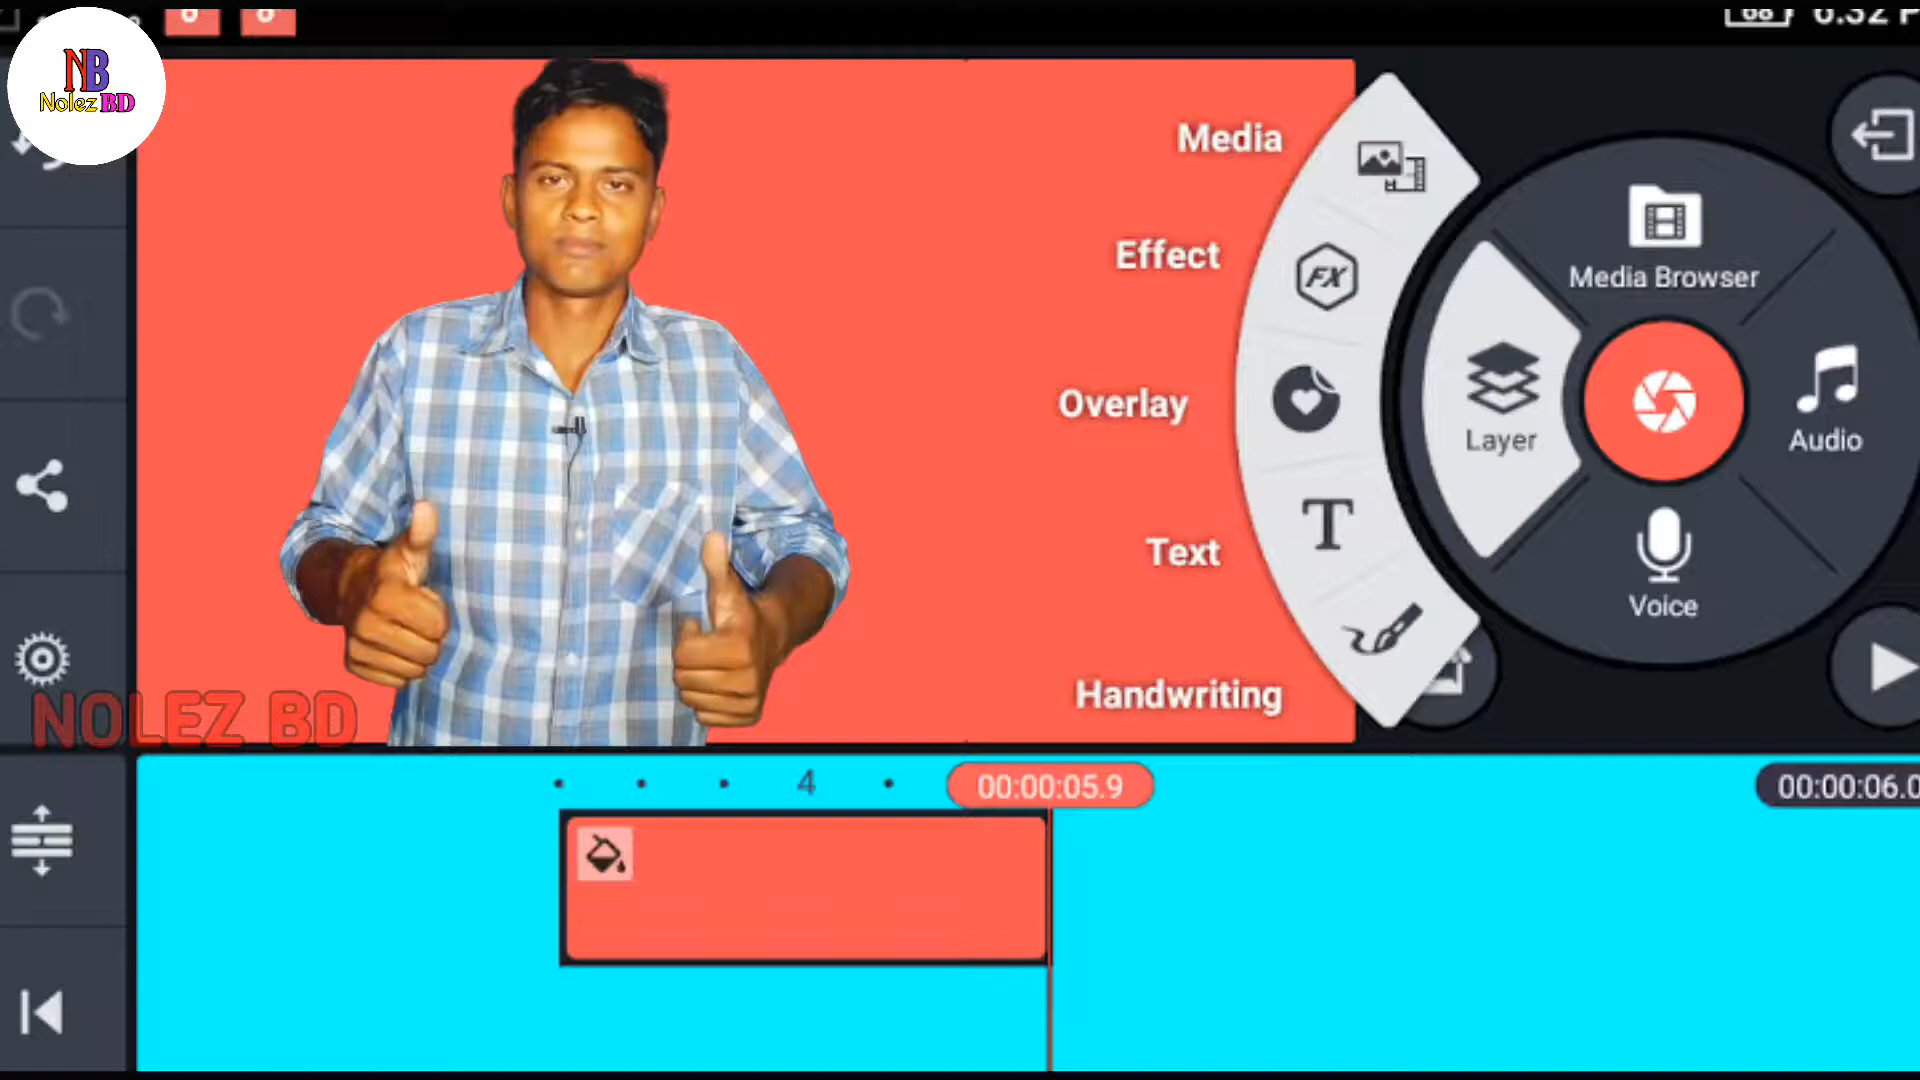 NB
Nolez BD
Media
Effect
Overlay
Text
Handwriting
FX
T
Media Browser
Layer
Audio
Voice
NOLEZ BD
4
00:00:05.9
00:00:06.0